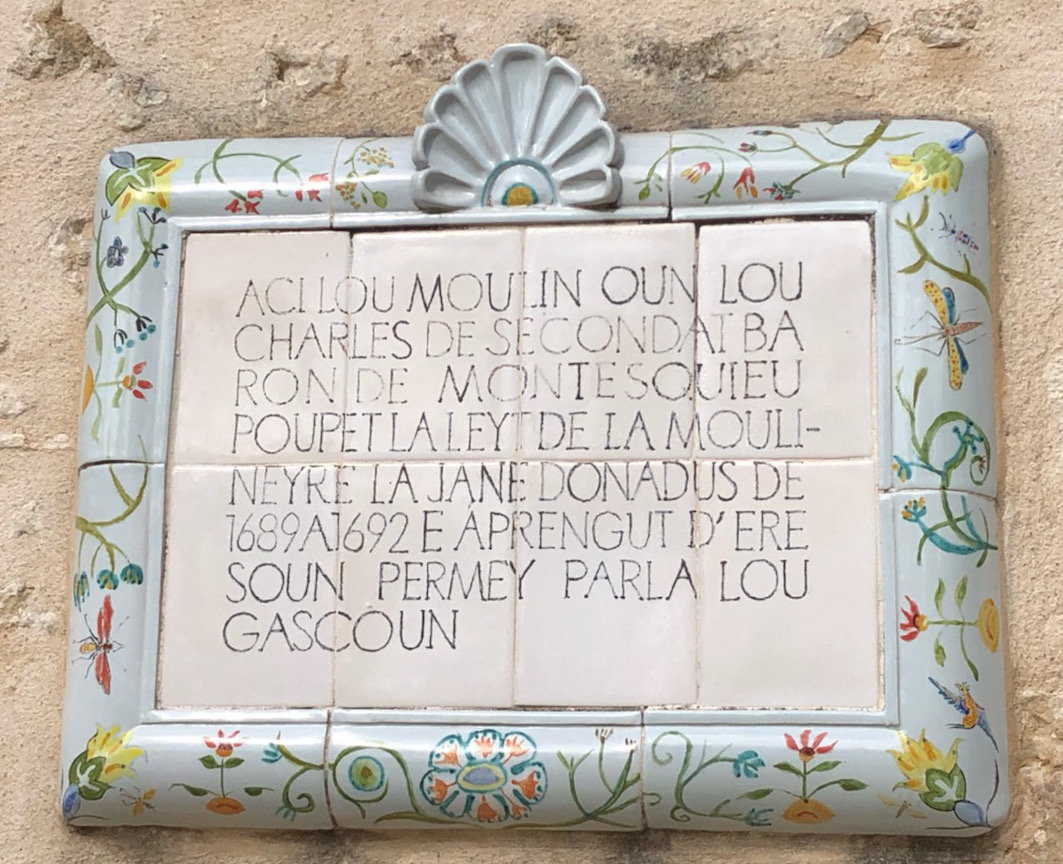 ACI LOU MOULIN OUN LOU
CHARLES DE SECONDAT BA
RON DE MONTESQUIEU
POUPET LA LEYT DE LA MOULI-
NEYRE LA JANE DONADUS DE
1689 A 1692 E APRENGUT D'ERE
SOUN PERMEY PARLA LOU
GASCOUN